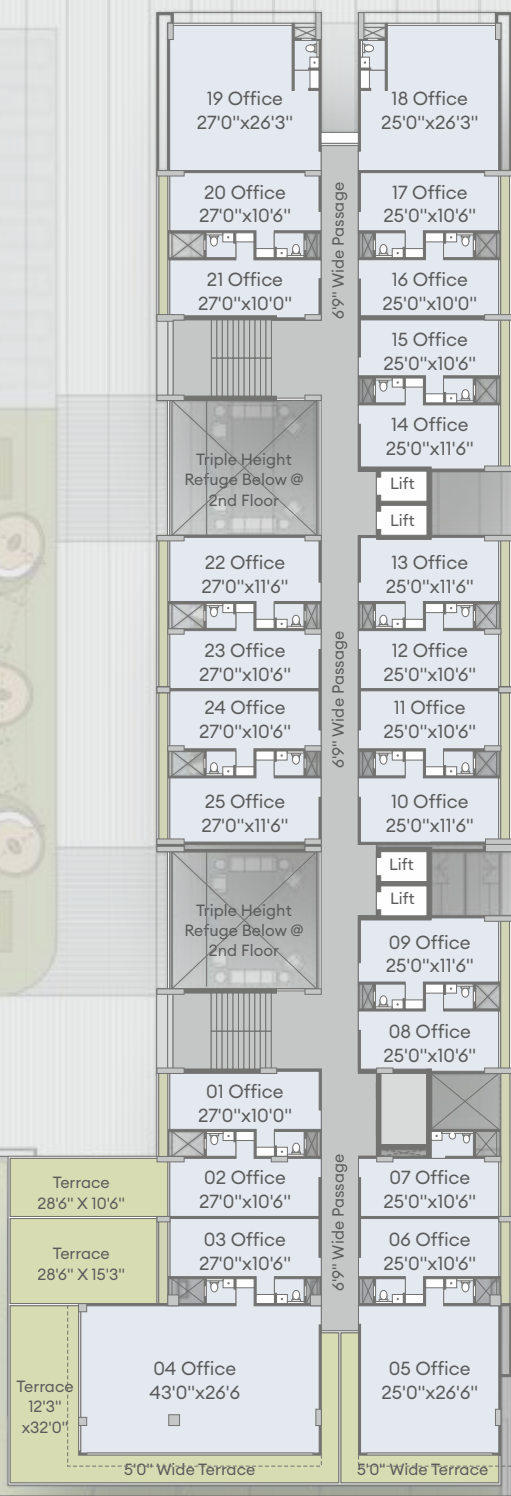 19 Office
27'0"x26'3"
18 Office
25'0"x26'3"
20 Office
27'0"x10'6"
17 Office
25'0"x10'6"
6'9" Wide Passage
21 Office
27'0"x10'0"
16 Office
25'0"x10'0"
15 Office
25'0"x10'6"
14 Office
25'0"x11'6"
Triple Height
Refuge Below @
2nd Floor
Lift
Lift
22 Office
27'0"x11'6"
13 Office
25'0"x11'6"
23 Office
27'0"x10'6"
12 Office
25'0"x10'6"
6'9" Wide Passage
24 Office
27'0"x10'6"
11 Office
25'0"x10'6"
25 Office
27'0"x11'6"
10 Office
25'0"x11'6"
Lift
Lift
Triple Height
Refuge Below @
2nd Floor
09 Office
25'0"x11'6"
08 Office
25'0"x10'6"
01 Office
27'0"x10'0"
Terrace
28'6" X 10'6"
02 Office
27'0"x10'6"
07 Office
25'0"x10'6"
6'9" Wide Passage
Terrace
28'6" X 15'3"
03 Office
27'0"x10'6"
06 Office
25'0"x10'6"
Terrace
12'3"
x32'0"
04 Office
43'0"x26'6
05 Office
25'0"x26'6"
5'0" Wide Terrace
5'0" Wide Terrace